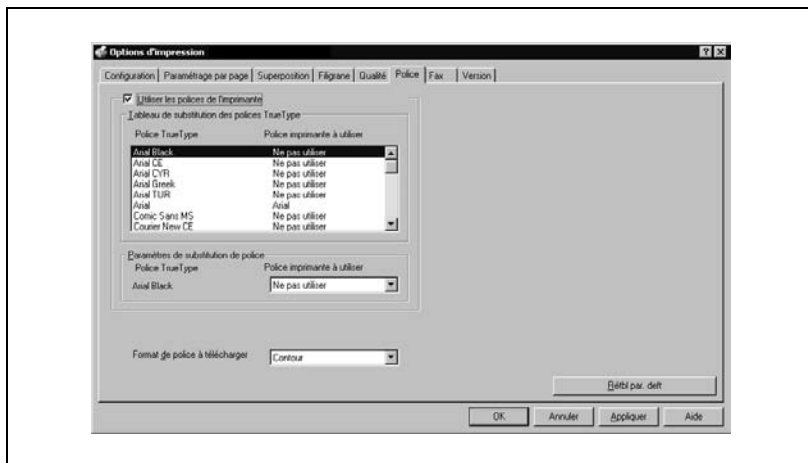 Options d'impression
Configuration Paramétrage par page Superposition Filigrane Qualité Police Fax Version
Utiliser les polices de l'imprimante
Tableau de substitution des polices TrueType
Police TrueType Police imprimante à utiliser
Arial Black Ne pas utiliser
Arial CE Ne pas utiliser
Arial CYR Ne pas utiliser
Arial Greek Ne pas utiliser
Arial TUR Ne pas utiliser
Arial Arial
Comic Sans MS Ne pas utiliser
Courier New CE Ne pas utiliser
Paramètres de substitution de police
Police TrueType Police imprimante à utiliser
Arial Black Ne pas utiliser
Format de police à télécharger Contour
Rétbl par. deft
OK Annuler Appliquer Aide